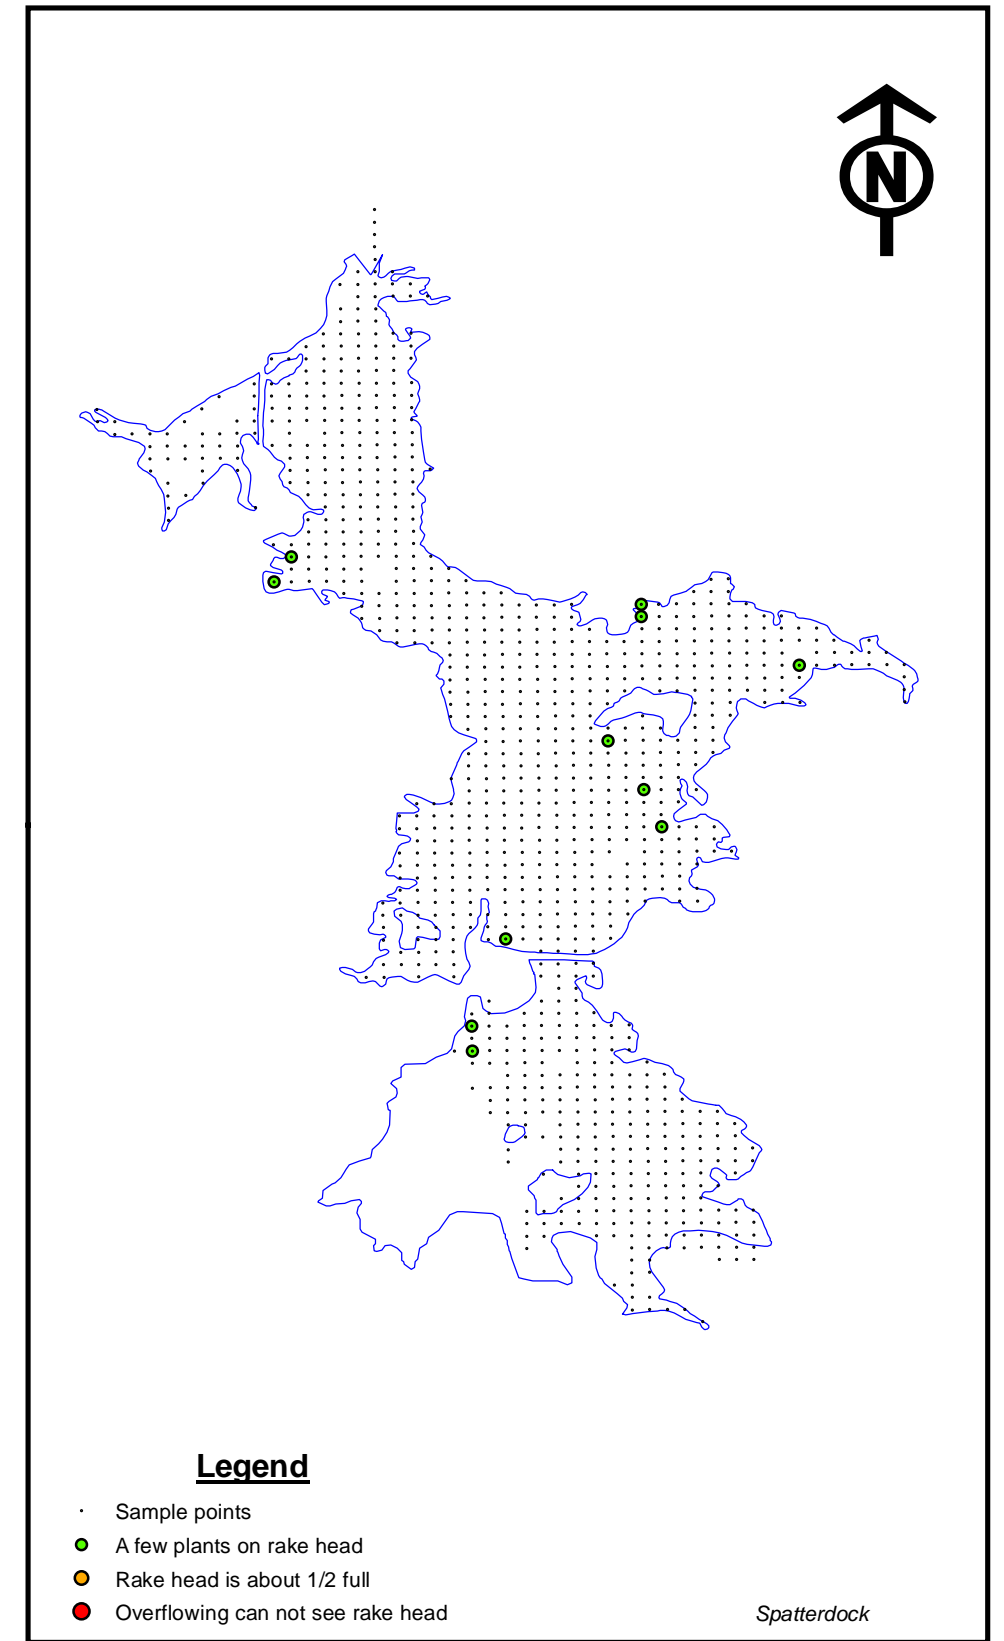 N
Legend
Sample points
A few plants on rake head
Rake head is about 1/2 full
Overflowing can not see rake head
Spatterdock